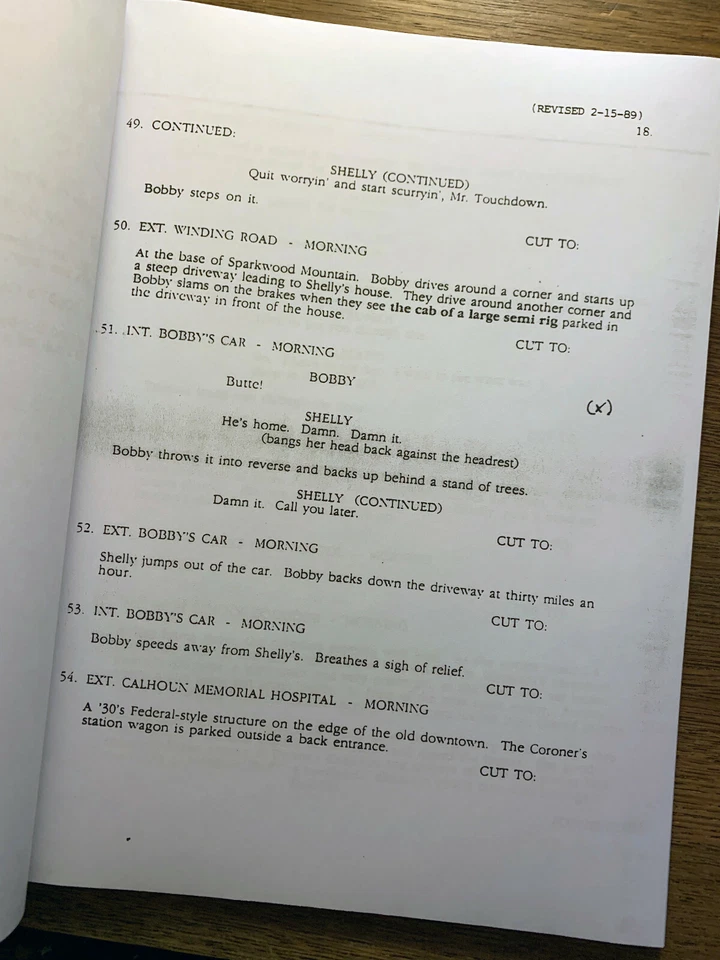 (REVISED 2-15-89)
18.
49. CONTINUED:
SHELLY (CONTINUED)
Quit worryin' and start scurryin', Mr. Touchdown.
Bobby steps on it.
CUT TO:
50. EXT. WINDING ROAD - MORNING
At the base of Sparkwood Mountain. Bobby drives around a corner and starts up
a steep driveway leading to Shelly's house. They drive around another corner and
Bobby slams on the brakes when they see the cab of a large semi rig parked in
the driveway in front of the house.
CUT TO:
51. INT. BOBBY'S CAR - MORNING
BOBBY
Butte!
(x)
SHELLY
He's home. Damn. Damn it.
(bangs her head back against the headrest)
Bobby throws it into reverse and backs up behind a stand of trees.
SHELLY (CONTINUED)
Damn it. Call you later.
CUT TO:
52. EXT. BOBBY'S CAR - MORNING
Shelly jumps out of the car. Bobby backs down the driveway at thirty miles an
hour.
CUT TO:
53. INT. BOBBY'S CAR - MORNING
Bobby speeds away from Shelly's. Breathes a sigh of relief.
CUT TO:
54. EXT. CALHOUN MEMORIAL HOSPITAL - MORNING
A '30's Federal-style structure on the edge of the old downtown. The Coroner's
station wagon is parked outside a back entrance.
CUT TO: